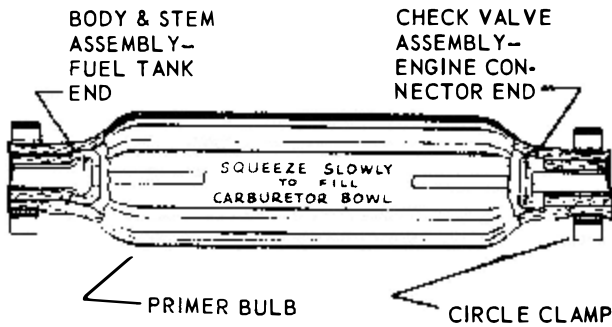 BODY & STEM
ASSEMBLY–
FUEL TANK
END
CHECK VALVE
ASSEMBLY–
ENGINE CON-
NECTOR END
SQUEEZE SLOWLY
TO FILL
CARBURETOR BOWL
PRIMER BULB
CIRCLE CLAMP